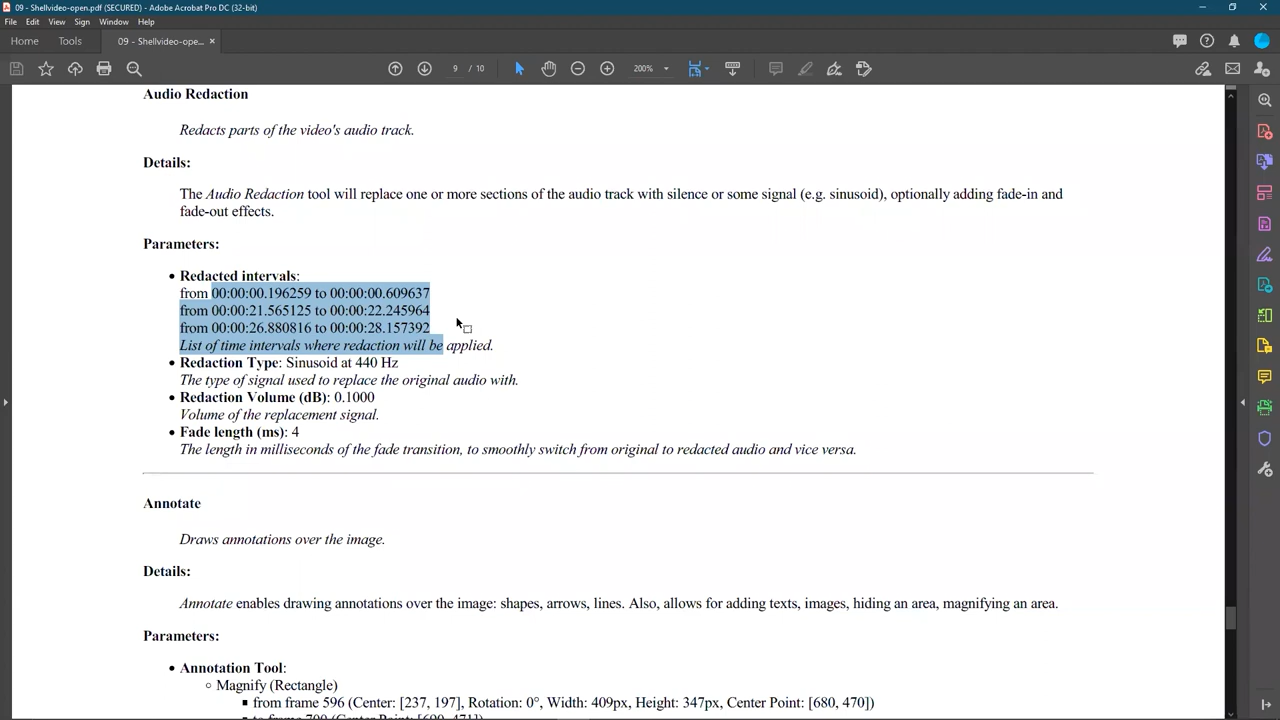 09 - Shellvideo-open.pdf (SECURED) - Adobe Acrobat Pro DC (32-bit)
File Edit View Sign Window Help
Home Tools 09 - Shellvideo-ope... ×
9 / 10 200%
Audio Redaction
Redacts parts of the video's audio track.
Details:
The Audio Redaction tool will replace one or more sections of the audio track with silence or some signal (e.g. sinusoid), optionally adding fade-in and
fade-out effects.
Parameters:
• Redacted intervals:
from 00:00:00.196259 to 00:00:00.609637
from 00:00:21.565125 to 00:00:22.245964
from 00:00:26.880816 to 00:00:28.157392
List of time intervals where redaction will be applied.
• Redaction Type: Sinusoid at 440 Hz
The type of signal used to replace the original audio with.
• Redaction Volume (dB): 0.1000
Volume of the replacement signal.
• Fade length (ms): 4
The length in milliseconds of the fade transition, to smoothly switch from original to redacted audio and vice versa.
Annotate
Draws annotations over the image.
Details:
Annotate enables drawing annotations over the image: shapes, arrows, lines. Also, allows for adding texts, images, hiding an area, magnifying an area.
Parameters:
• Annotation Tool:
○ Magnify (Rectangle)
▪ from frame 596 (Center: [237, 197], Rotation: 0°, Width: 409px, Height: 347px, Center Point: [680, 470])
▪ to frame 700 (Center Point: [600, 471])